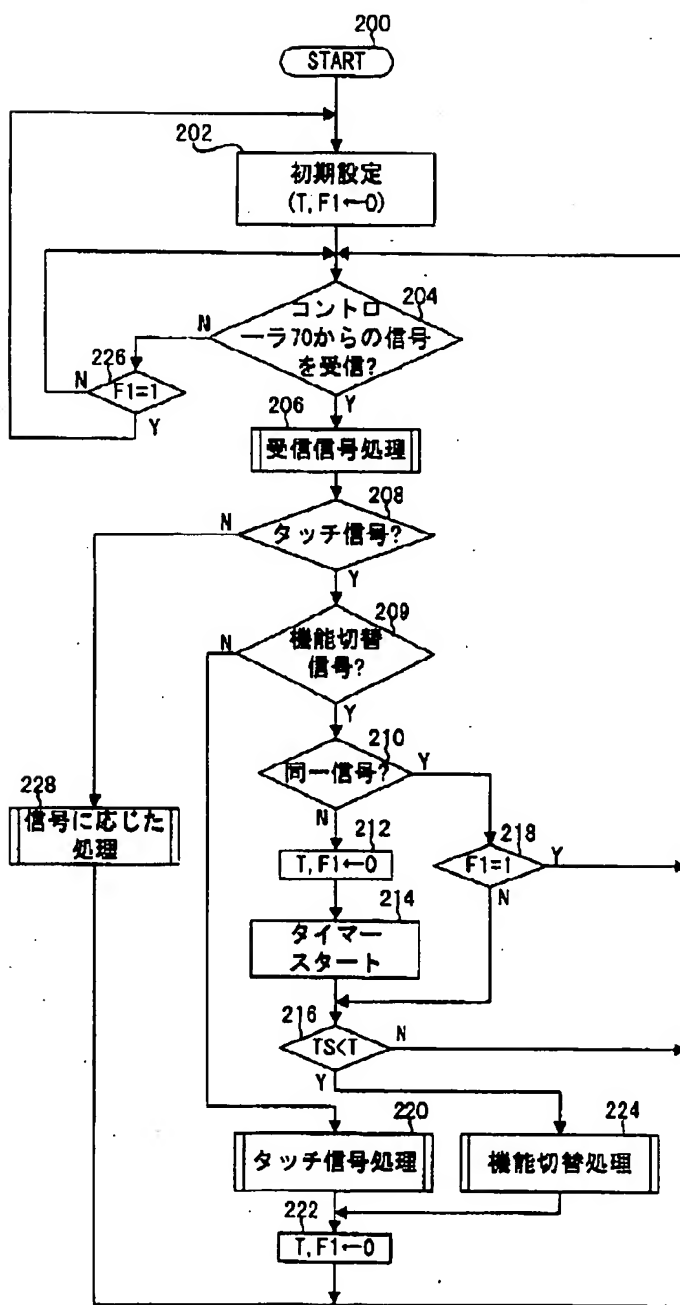 200
START
202
初期設定
(T,F1←0)
204
コントロ
ーラ70からの信号
を受信?
N
Y
226
F1=1
N
Y
206
受信信号処理
208
タッチ信号?
N
Y
209
機能切替
信号?
N
Y
210
同一信号?
Y
N
212
T,F1←0
218
F1=1
Y
N
228
信号に応じた
処理
214
タイマー
スタート
216
TS<T
N
Y
220
タッチ信号処理
224
機能切替処理
222
T,F1←0